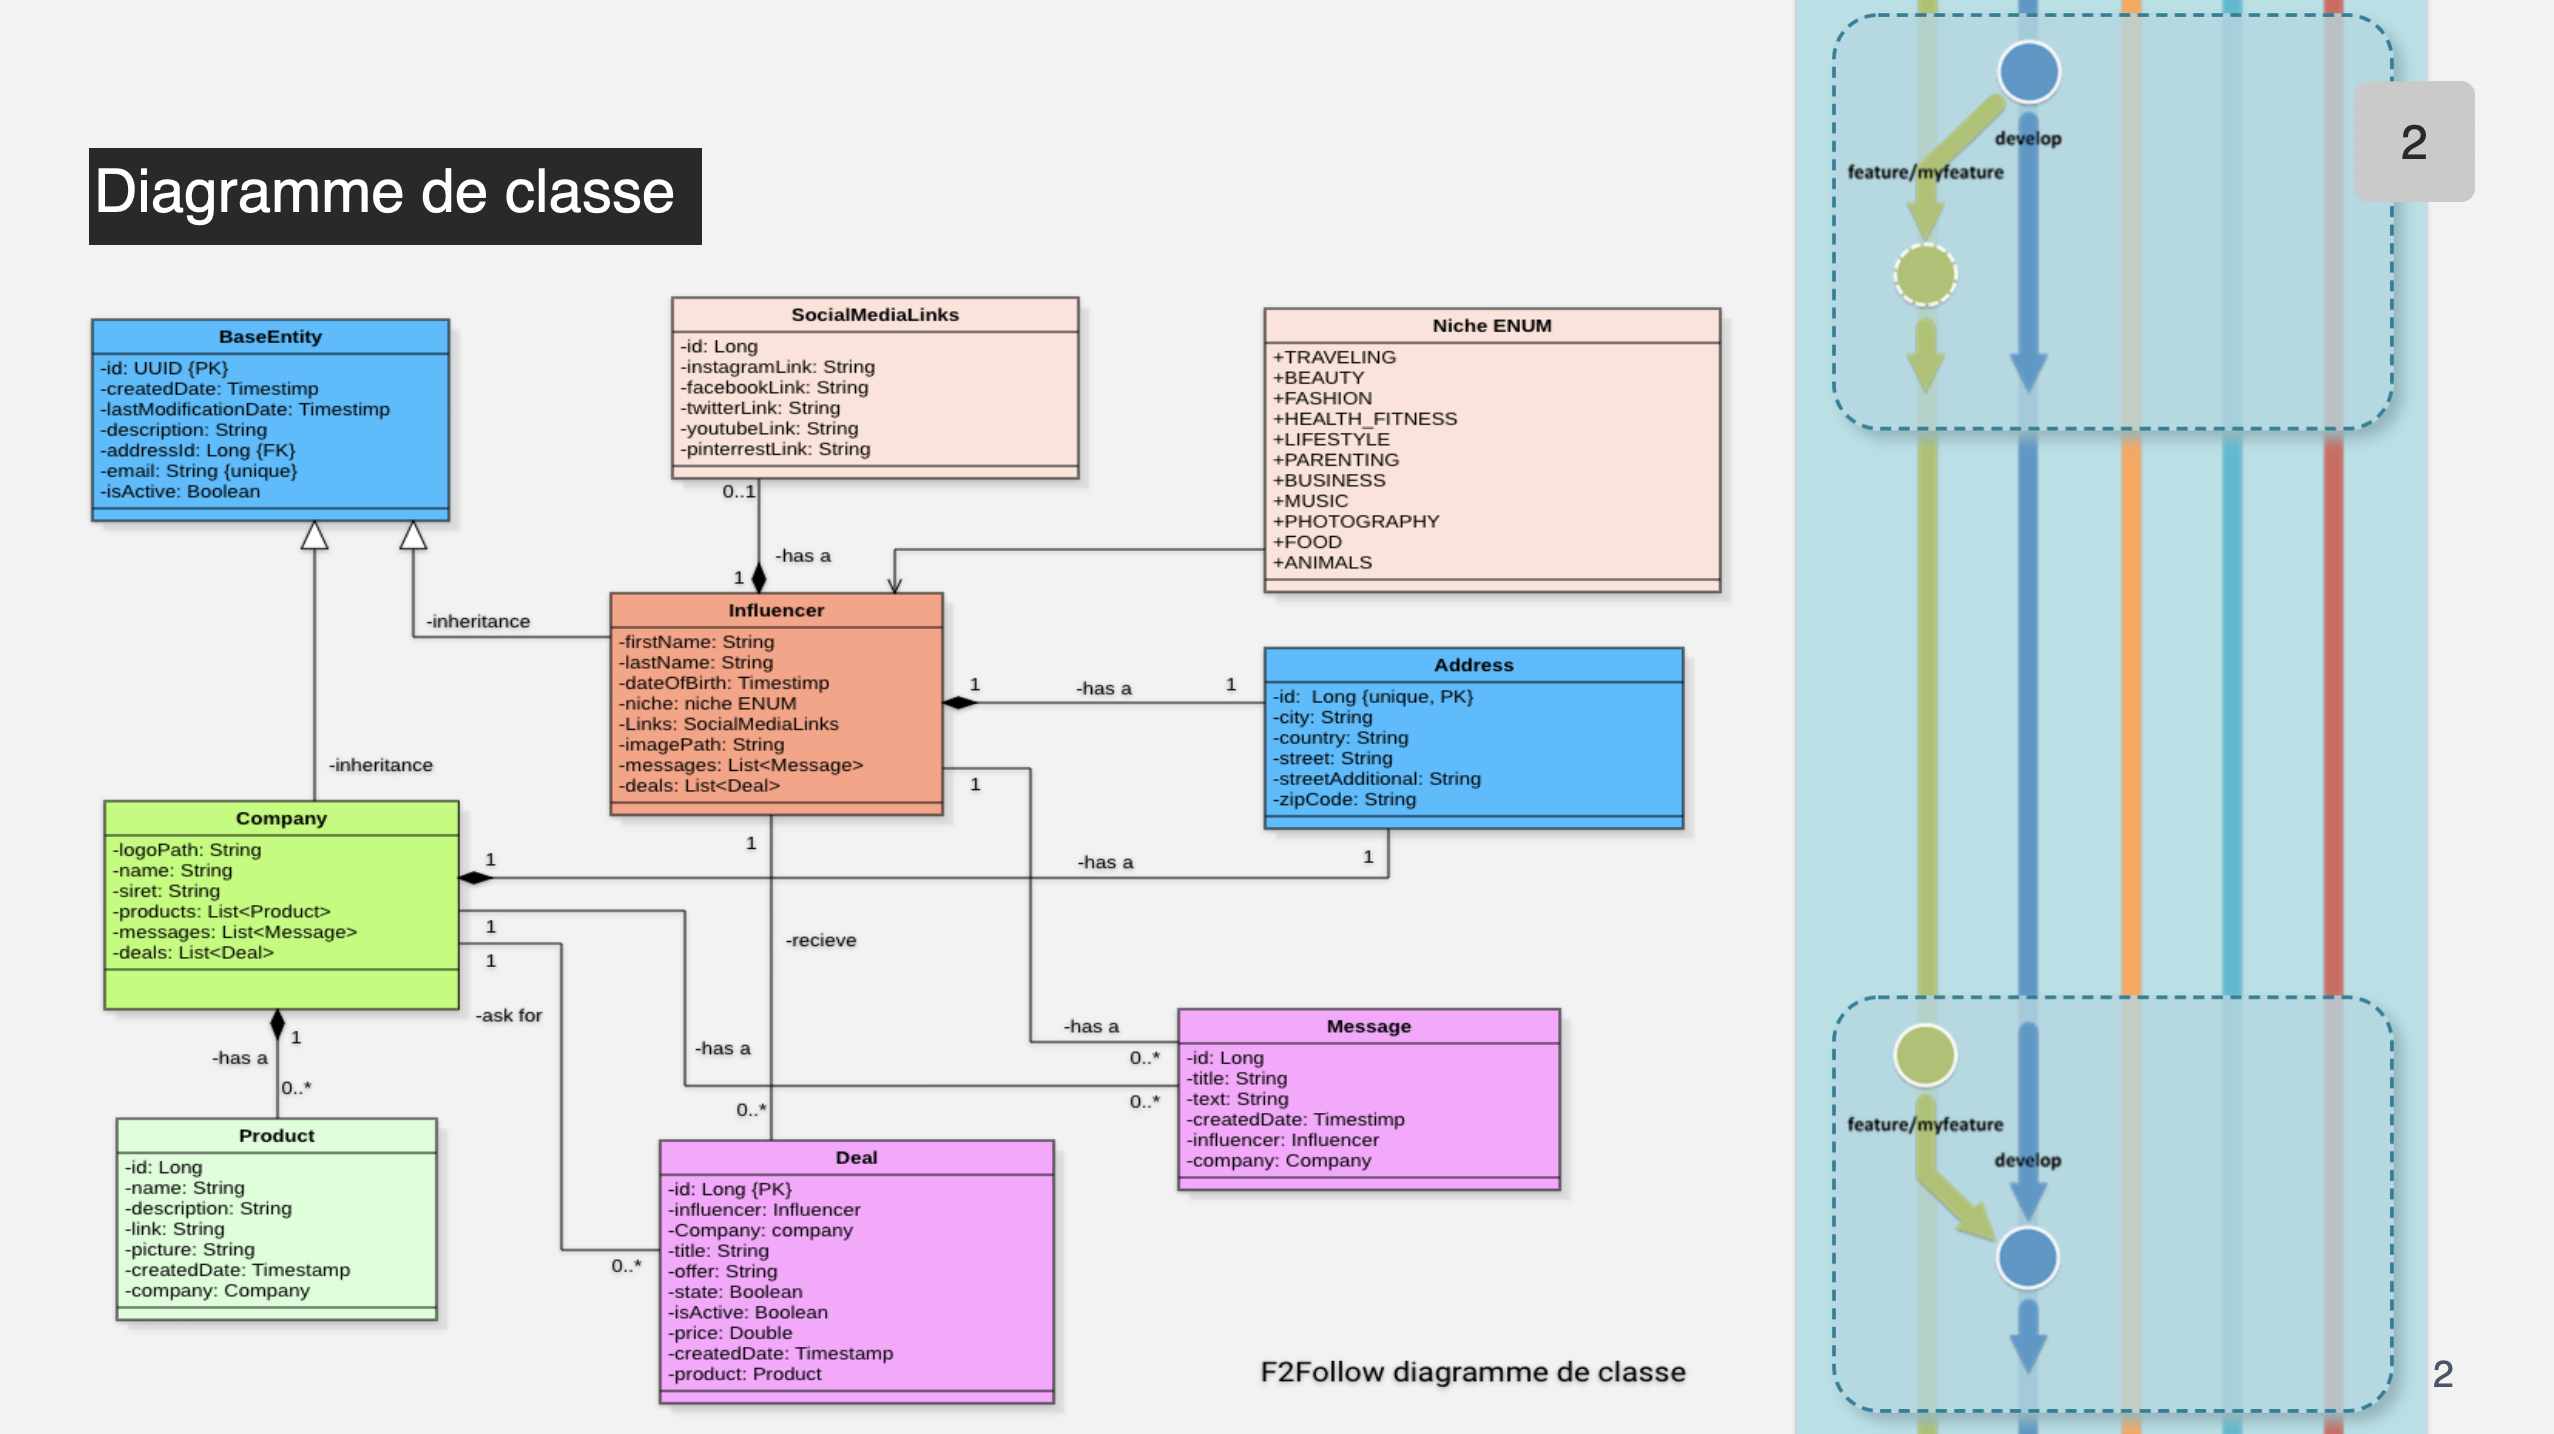 Diagramme de classe
BaseEntity
-id: UUID {PK}
-createdDate: Timestimp
-lastModificationDate: Timestimp
-description: String
-addressId: Long {FK}
-email: String {unique}
-isActive: Boolean
SocialMediaLinks
-id: Long
-instagramLink: String
-facebookLink: String
-twitterLink: String
-youtubeLink: String
-pinterrestLink: String
Niche ENUM
+TRAVELING
+BEAUTY
+FASHION
+HEALTH_FITNESS
+LIFESTYLE
+PARENTING
+BUSINESS
+MUSIC
+PHOTOGRAPHY
+FOOD
+ANIMALS
0..1
-has a
1
-inheritance
Influencer
-firstName: String
-lastName: String
-dateOfBirth: Timestimp
-niche: niche ENUM
-Links: SocialMediaLinks
-imagePath: String
-messages: List<Message>
-deals: List<Deal>
1
-has a
1
Address
-id:  Long {unique, PK}
-city: String
-country: String
-street: String
-streetAdditional: String
-zipCode: String
-inheritance
1
Company
-logoPath: String
-name: String
-siret: String
-products: List<Product>
-messages: List<Message>
-deals: List<Deal>
1
1
-has a
1
1
1
-recieve
-ask for
1
-has a
0..*
-has a
0..*
-has a
0..*
0..*
0..*
Message
-id: Long
-title: String
-text: String
-createdDate: Timestimp
-influencer: Influencer
-company: Company
Product
-id: Long
-name: String
-description: String
-link: String
-picture: String
-createdDate: Timestamp
-company: Company
Deal
-id: Long {PK}
-influencer: Influencer
-Company: company
-title: String
-offer: String
-state: Boolean
-isActive: Boolean
-price: Double
-createdDate: Timestamp
-product: Product
F2Follow diagramme de classe
develop
feature/myfeature
2
feature/myfeature
develop
2